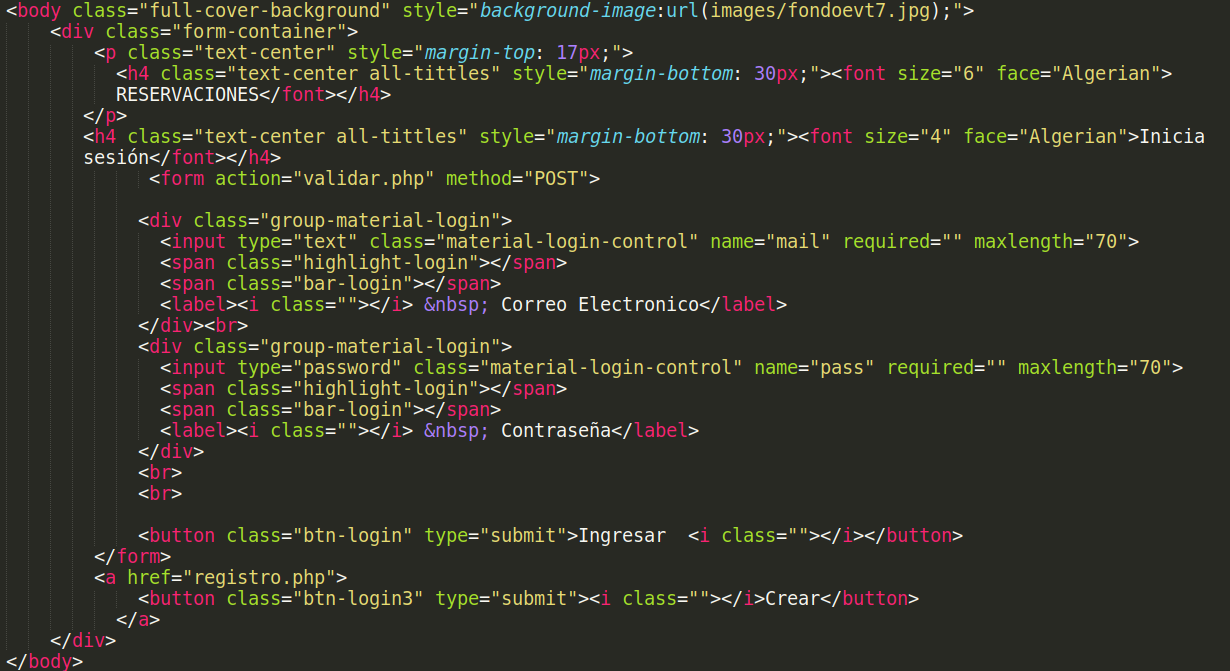 <body class="full-cover-background" style="background-image:url(images/fondoevt7.jpg);">
<div class="form-container">
<p class="text-center" style="margin-top: 17px;">
<h4 class="text-center all-tittles" style="margin-bottom: 30px;"><font size="6" face="Algerian">
RESERVACIONES</font></h4>
</p>
<h4 class="text-center all-tittles" style="margin-bottom: 30px;"><font size="4" face="Algerian">Inicia
sesión</font></h4>
<form action="validar.php" method="POST">
<div class="group-material-login">
<input type="text" class="material-login-control" name="mail" required="" maxlength="70">
<span class="highlight-login"></span>
<span class="bar-login"></span>
<label><i class=""></i> &nbsp; Correo Electronico</label>
</div><br>
<div class="group-material-login">
<input type="password" class="material-login-control" name="pass" required="" maxlength="70">
<span class="highlight-login"></span>
<span class="bar-login"></span>
<label><i class=""></i> &nbsp; Contraseña</label>
</div>
<br>
<br>
<button class="btn-login" type="submit">Ingresar  <i class=""></i></button>
</form>
<a href="registro.php">
<button class="btn-login3" type="submit"><i class=""></i>Crear</button>
</a>
</div>
</body>